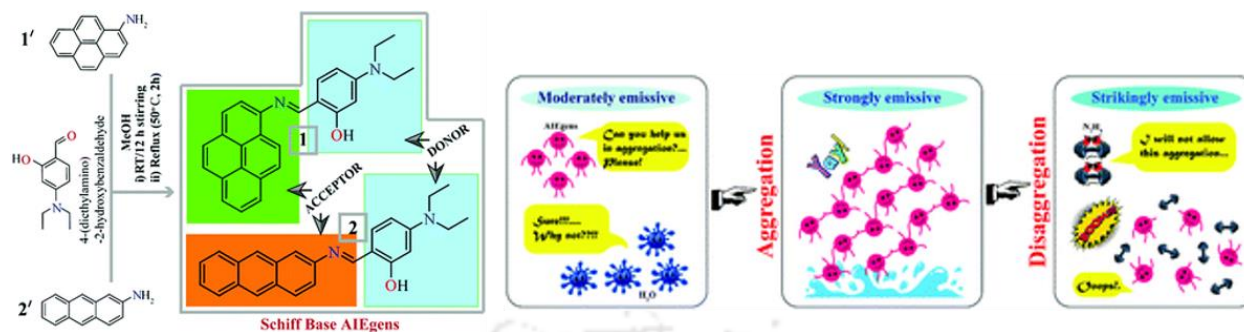 1'
NH2
HO
O
N
4-(diethylamino)
-2-hydroxybenzaldehyde
MeOH
i)RT/12 h stirring
ii) Reflux (50° C, 2h)
2'
NH2
N
N
OH
1
DONOR
ACCEPTOR
N
2
N
OH
Schiff Base AIEgens
Moderately emissive
AIEgens
Can you help us
in aggregation?...
Please!
Sure!!!......
Why not??!!
H2O
Aggregation
Strongly emissive
Yay!
Disaggregation
Strikingly emissive
N2H4
I will not allow
this aggregation...
Ooops!.